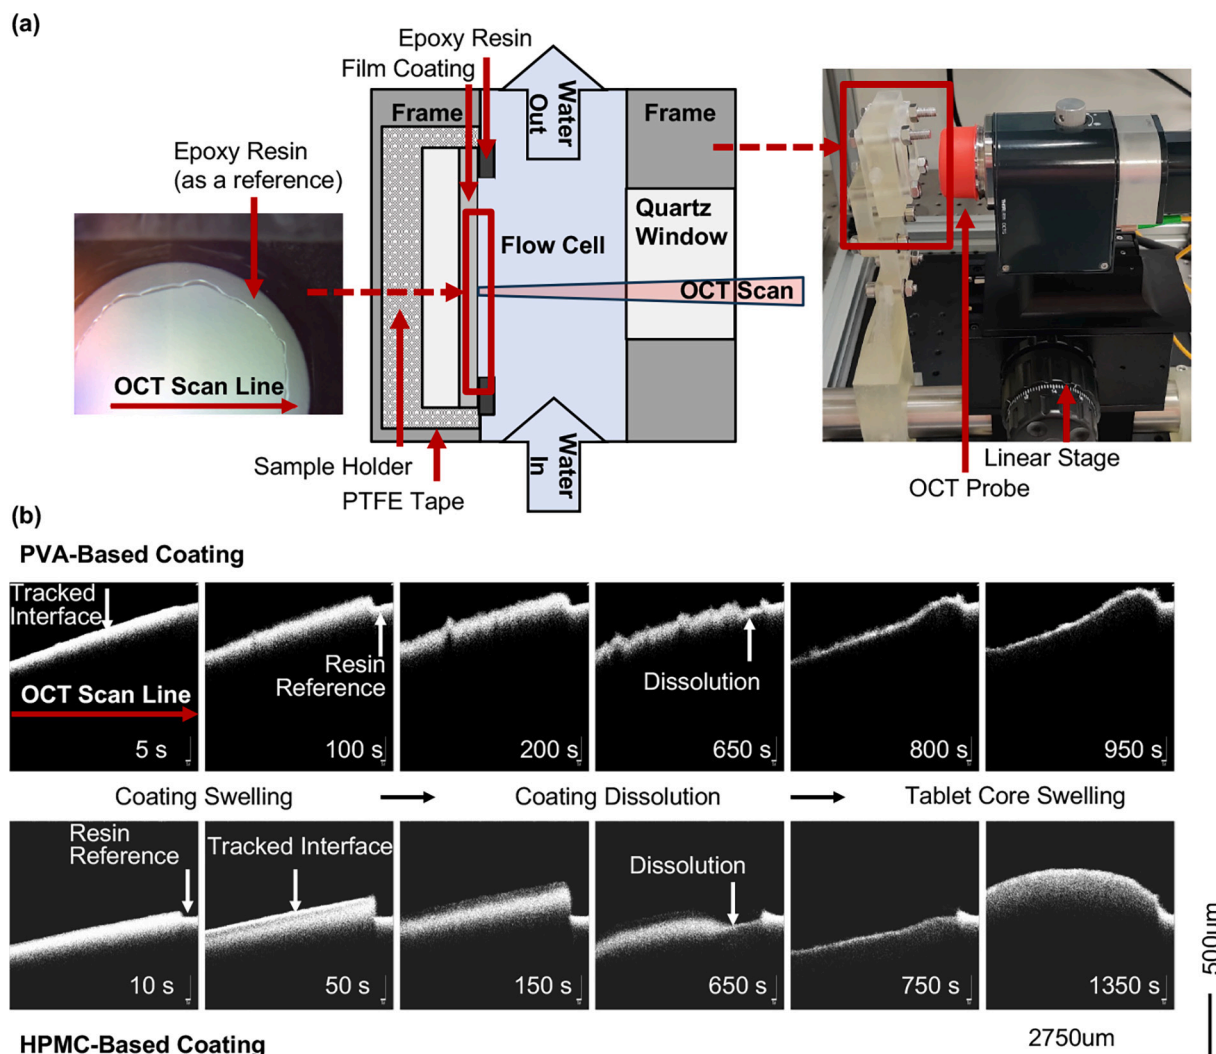 (a)
Epoxy Resin
Film Coating
Frame
Water
Out
Frame
Epoxy Resin
(as a reference)
Quartz
Window
Flow Cell
OCT Scan
OCT Scan Line
Water
In
Sample Holder
PTFE Tape
Linear Stage
OCT Probe
(b)
PVA-Based Coating
Tracked
Interface
Resin
Reference
Dissolution
OCT Scan Line
5 s
100 s
200 s
650 s
800 s
950 s
Coating Swelling
Coating Dissolution
Tablet Core Swelling
Resin
Reference
Tracked Interface
Dissolution
10 s
50 s
150 s
650 s
750 s
1350 s
500um
2750um
HPMC-Based Coating